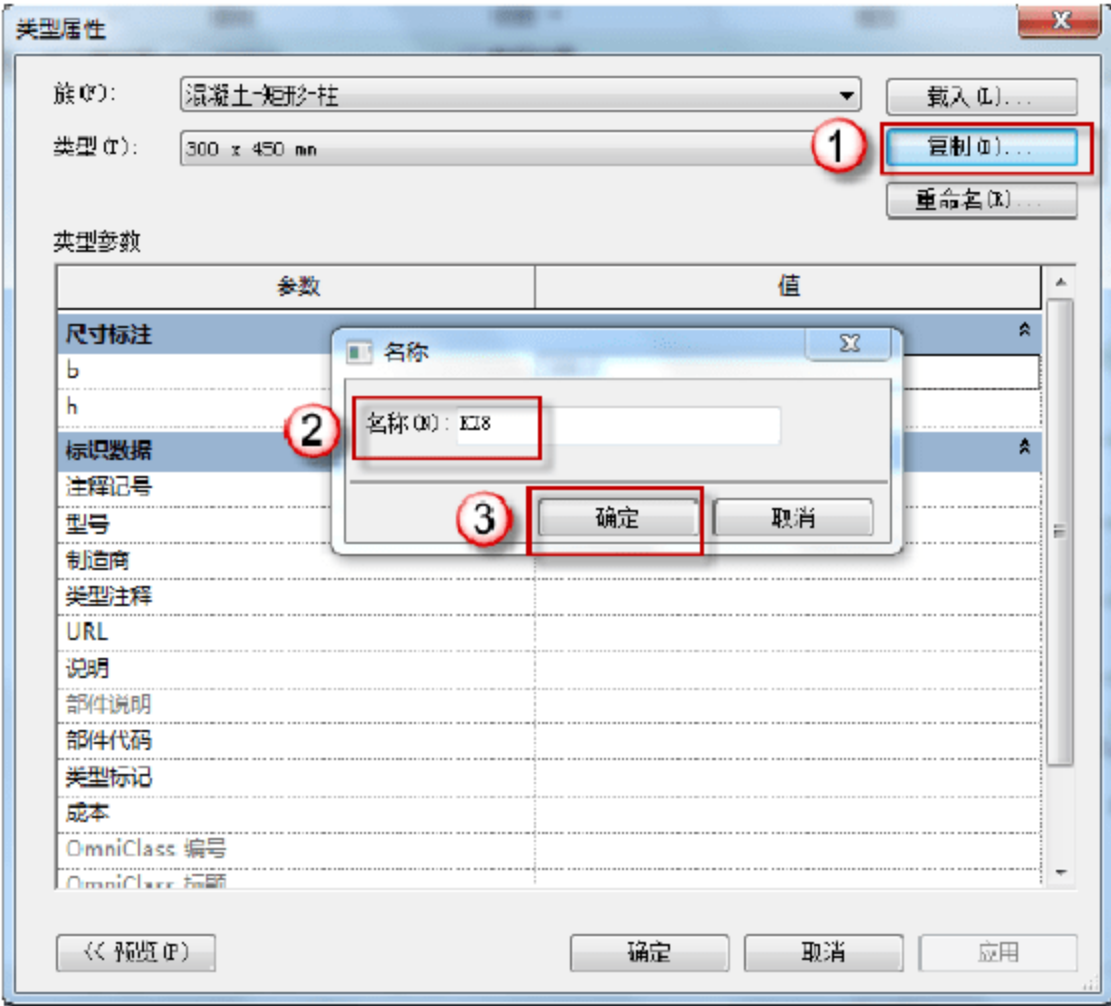 类型属性
族(F):
混凝土-矩形-柱
载入(L)...
类型(T):
300 x 450 mm
1
复制(D)...
重命名(R)...
类型参数
参数
值
尺寸标注
b
h
名称
2
名称(N):
KZ8
3
确定
取消
标识数据
注释记号
型号
制造商
类型注释
URL
说明
部件说明
部件代码
类型标记
成本
OmniClass 编号
OmniClass 标题
<< 预览(P)
确定
取消
应用